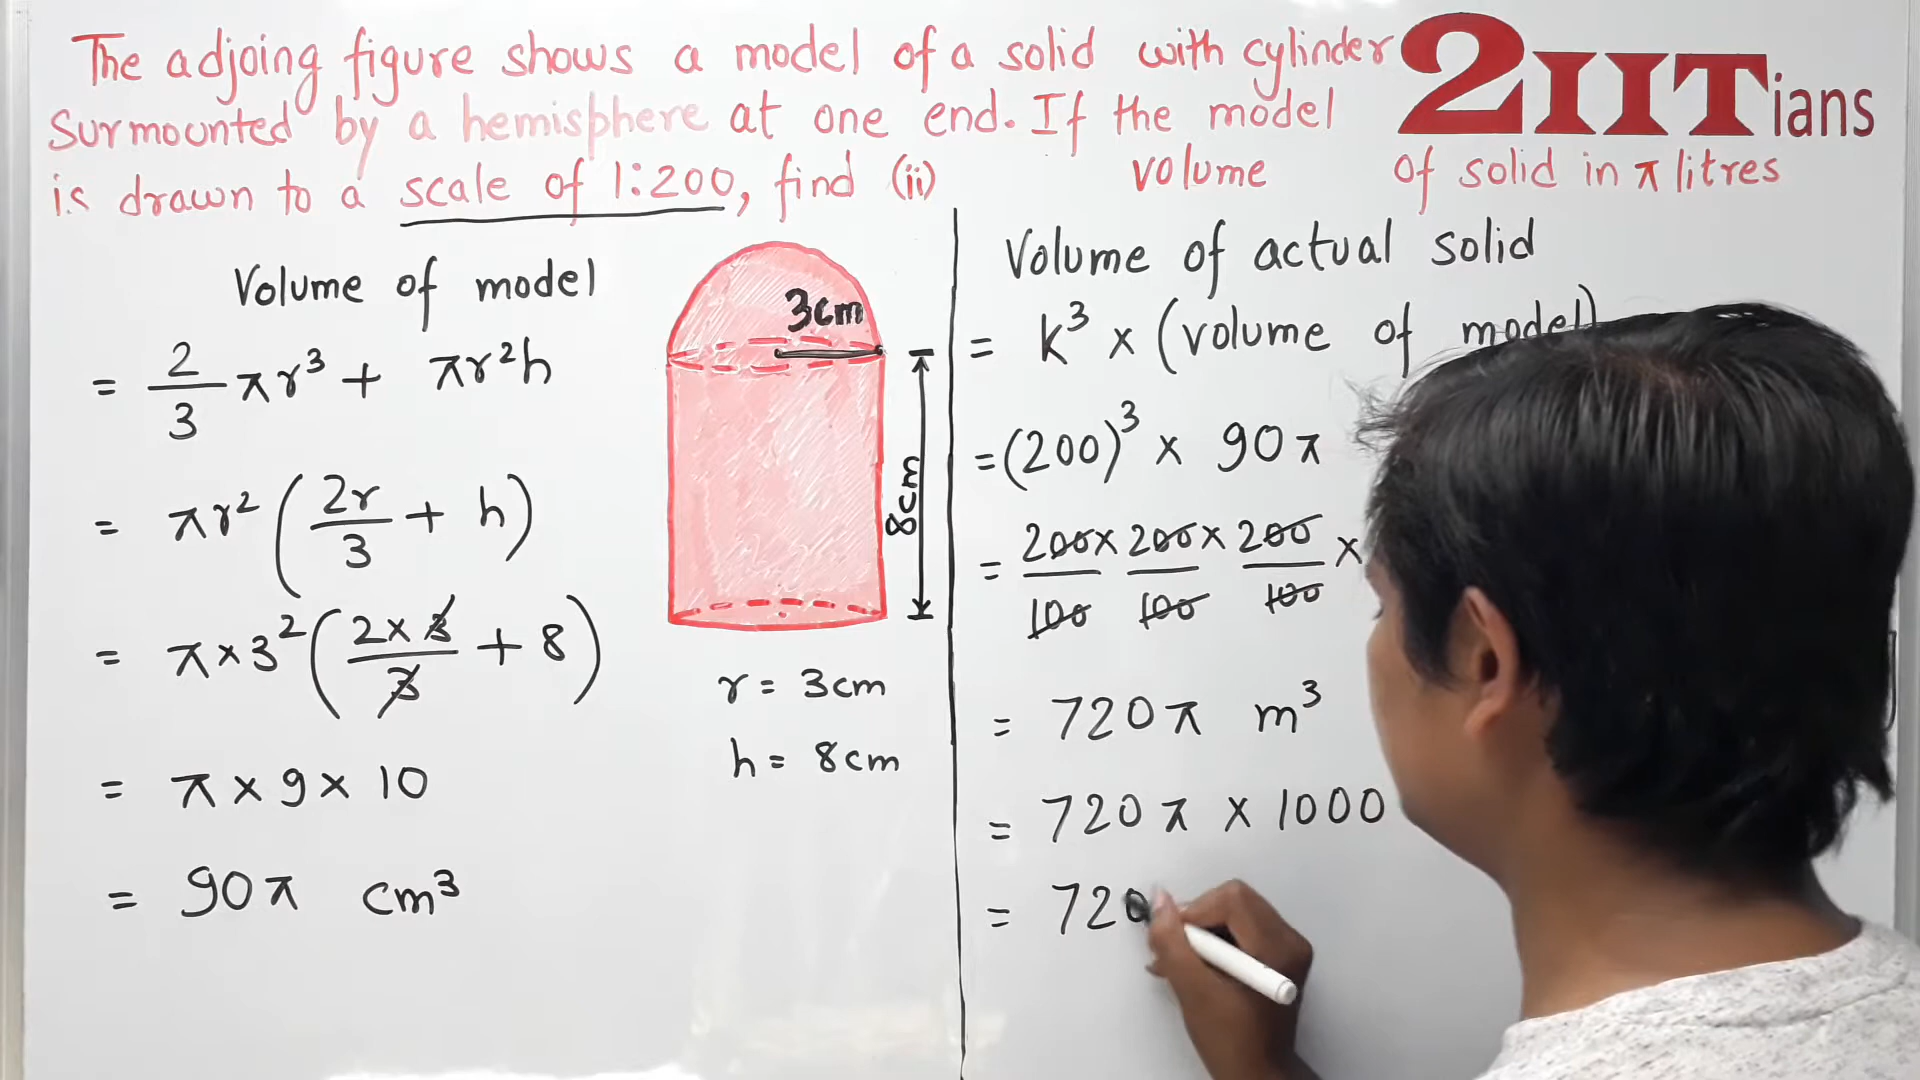 The adjoing figure shows a model of a solid with cylinder
surmounted by a hemisphere at one end. If the model
is drawn to a scale of 1:200, find (ii) volume of solid in π litres
2IITians
Volume of model
= 2/3 πr³ + πr²h
= πr² (2r/3 + h)
= π × 3² (2 × 3/3 + 8)
= π × 9 × 10
= 90π cm³
3cm
8cm
r = 3cm
h = 8cm
Volume of actual solid
= k³ × (volume of model)
= (200)³ × 90π
= 200/100 × 200/100 × 200/100 ×
= 720π m³
= 720π × 1000
= 720